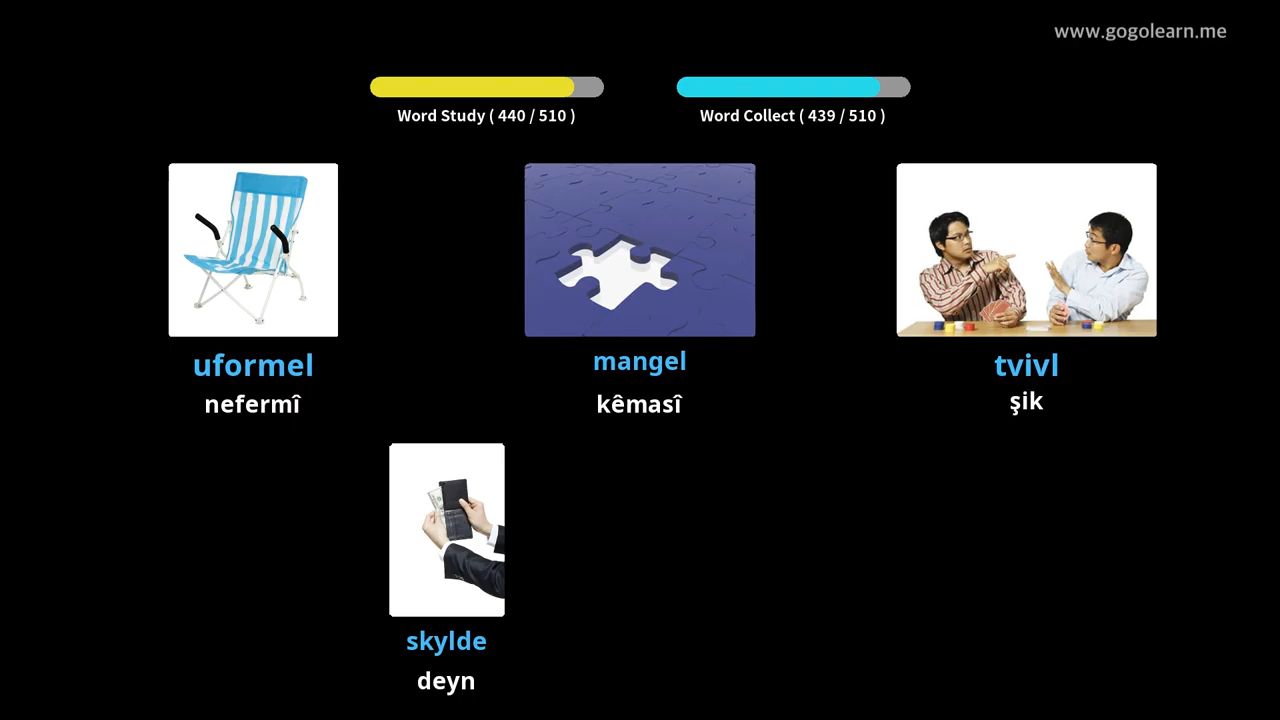 www.gogolearn.me
Word Study ( 440 / 510 )
Word Collect ( 439 / 510 )
uformel
nefermî
mangel
kêmasî
tvivl
şik
skylde
deyn